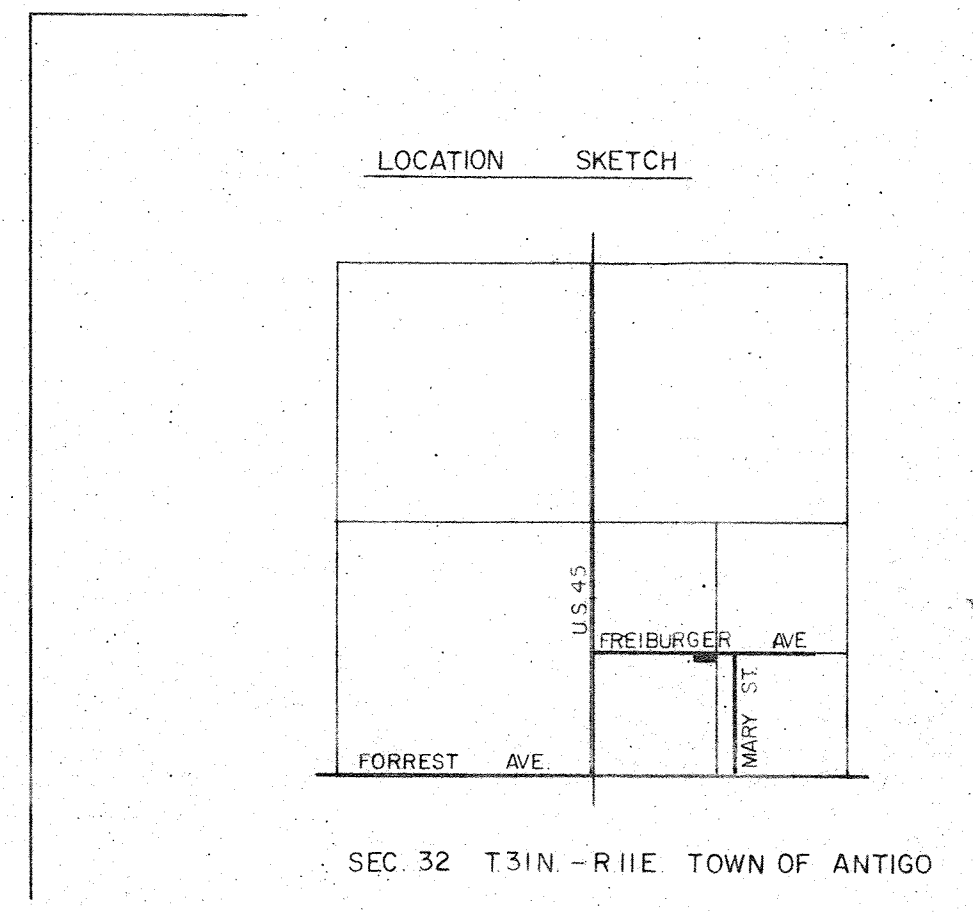 LOCATION SKETCH
U.S. 45
FREIBURGER AVE
MARY ST.
FORREST AVE.
SEC. 32 T.31N. - R.11E. TOWN OF ANTIGO